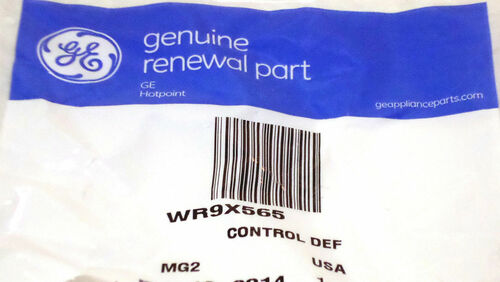 GE
genuine
renewal part
GE
Hotpoint
geapplianceparts.com
WR9X565
CONTROL DEF
MG2
USA